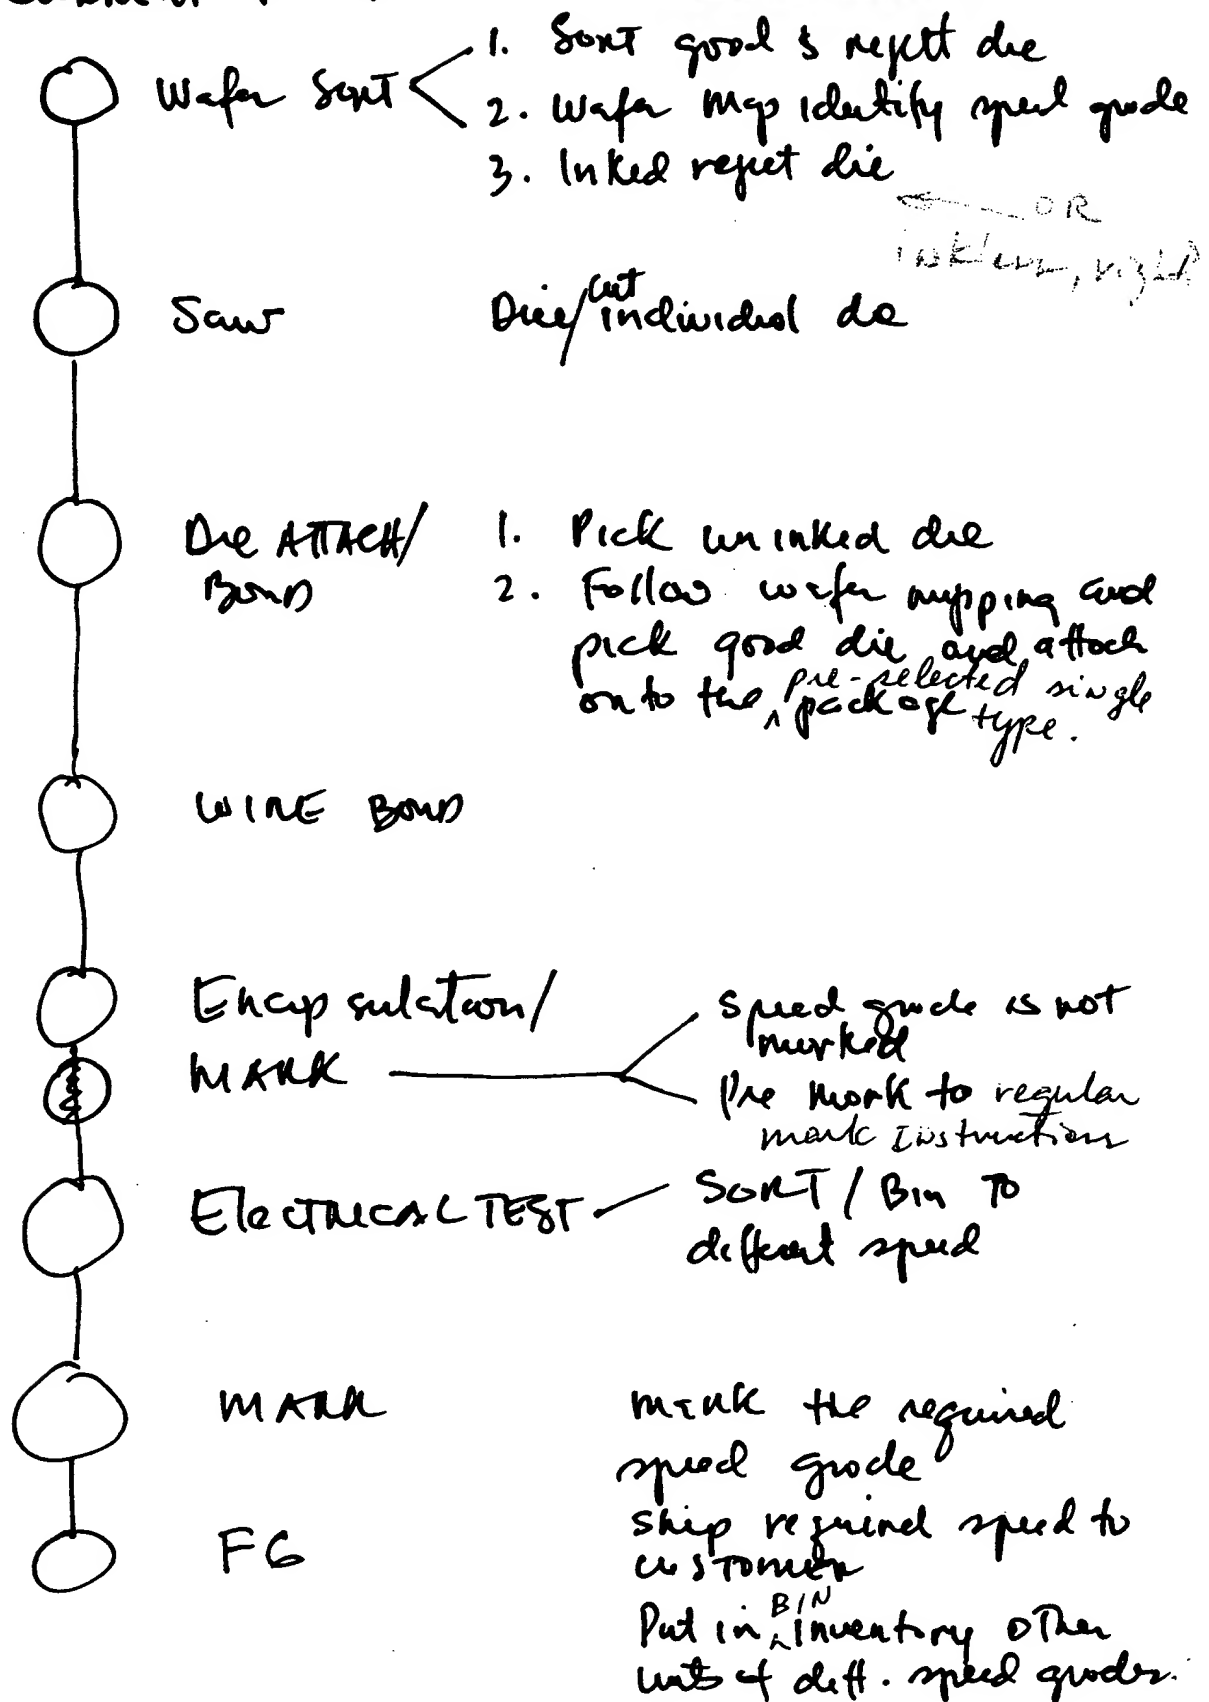 Wafer Sort
1. Sort good & reject die
2. Wafer map identify speed grade
3. Inked reject die
OR
inkless, right?
Saw
Dice/cut individual die
Die ATTACH/
Bond
1. Pick uninked die
2. Follow wafer mapping and
pick good die and attach
onto the pre-selected single
package type.
WIRE BOND
Encapsulation/
MARK
speed grade is not
marked
Pre mark to regular
mark Instruction
Electrical TEST
SORT / Bin To
different speed
MARK
mark the required
speed grade
FG
Ship required speed to
customer
Put in BIN inventory other
units of diff. speed grades.